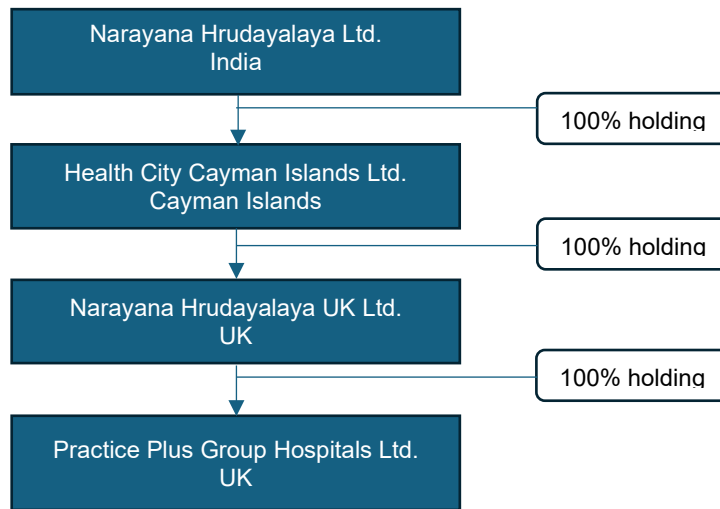 Narayana Hrudayalaya Ltd.
India
100% holding
Health City Cayman Islands Ltd.
Cayman Islands
100% holding
Narayana Hrudayalaya UK Ltd.
UK
100% holding
Practice Plus Group Hospitals Ltd.
UK